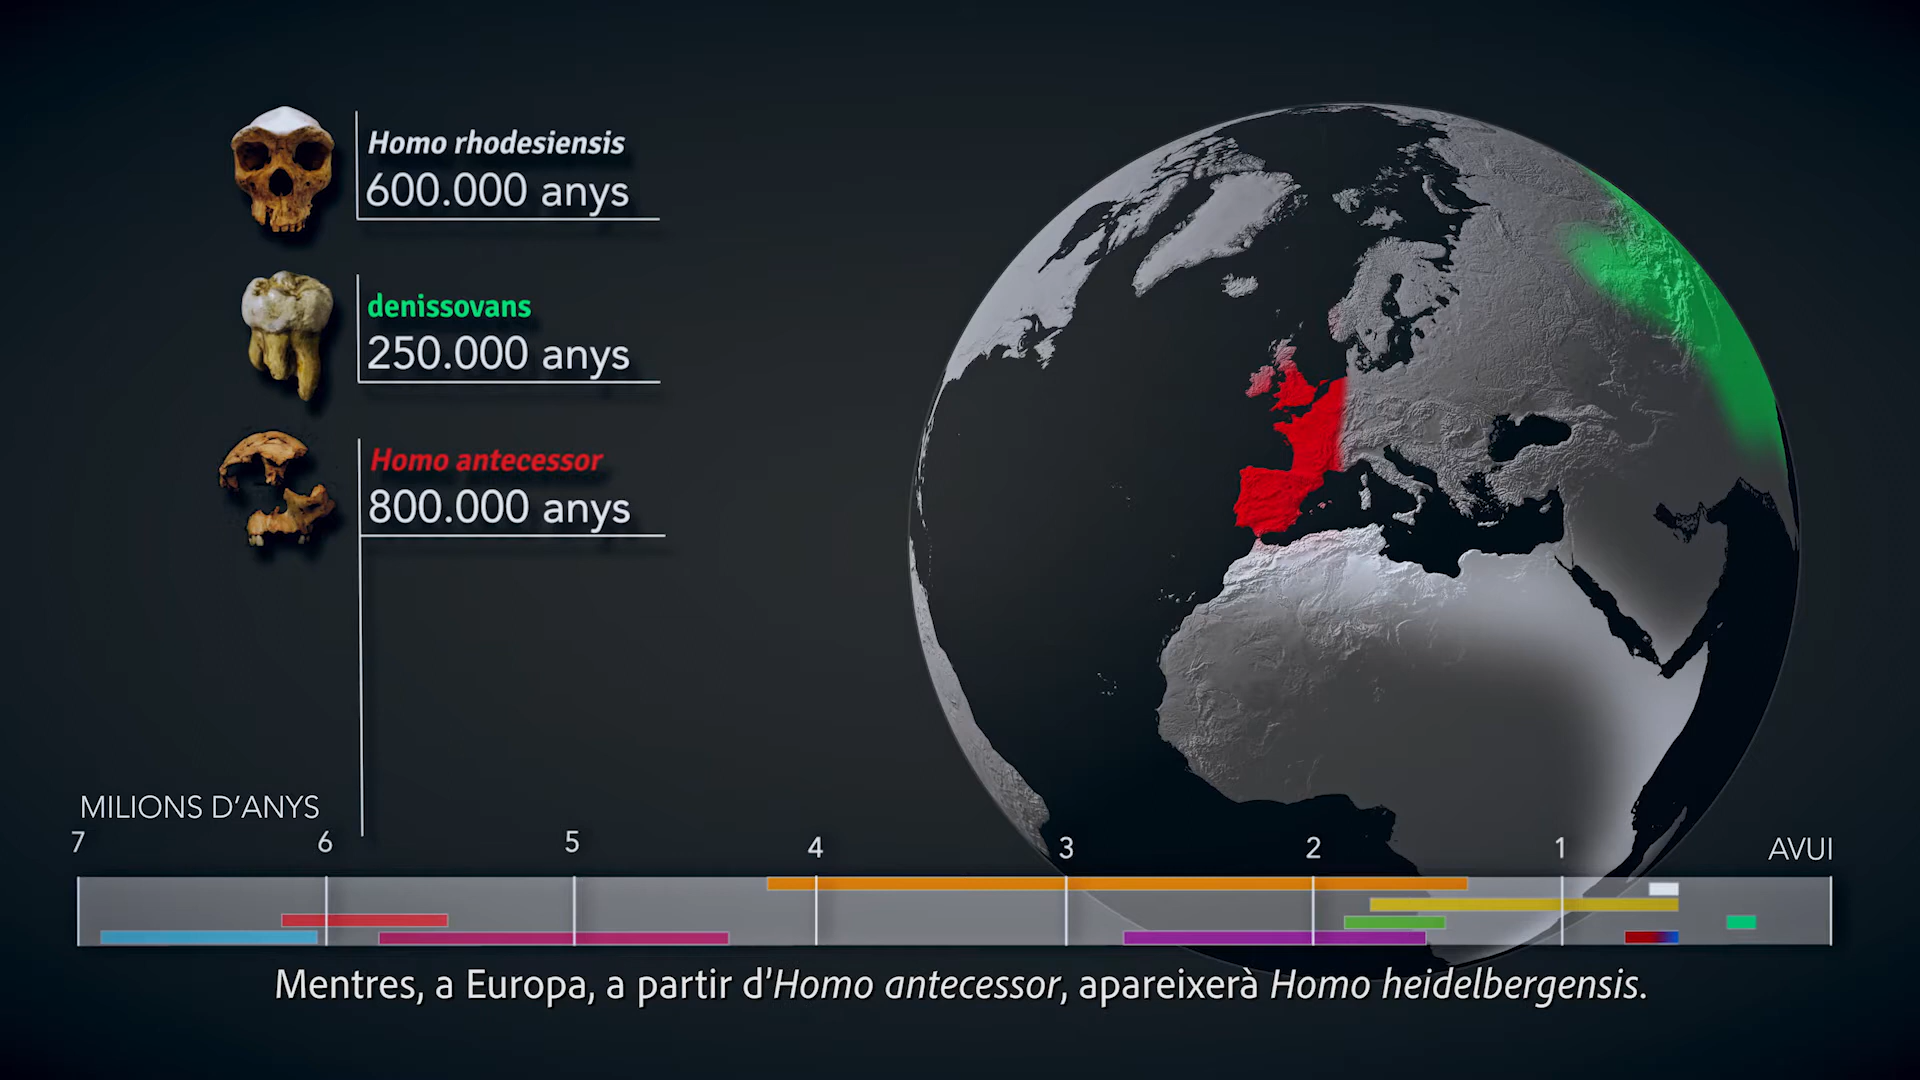 Homo rhodesiensis
600.000 anys
denissovans
250.000 anys
Homo antecessor
800.000 anys
MILIONS D'ANYS
7 6 5 4 3 2 1 AVUI
Mentres, a Europa, a partir d'Homo antecessor, apareixerà Homo heidelbergensis.